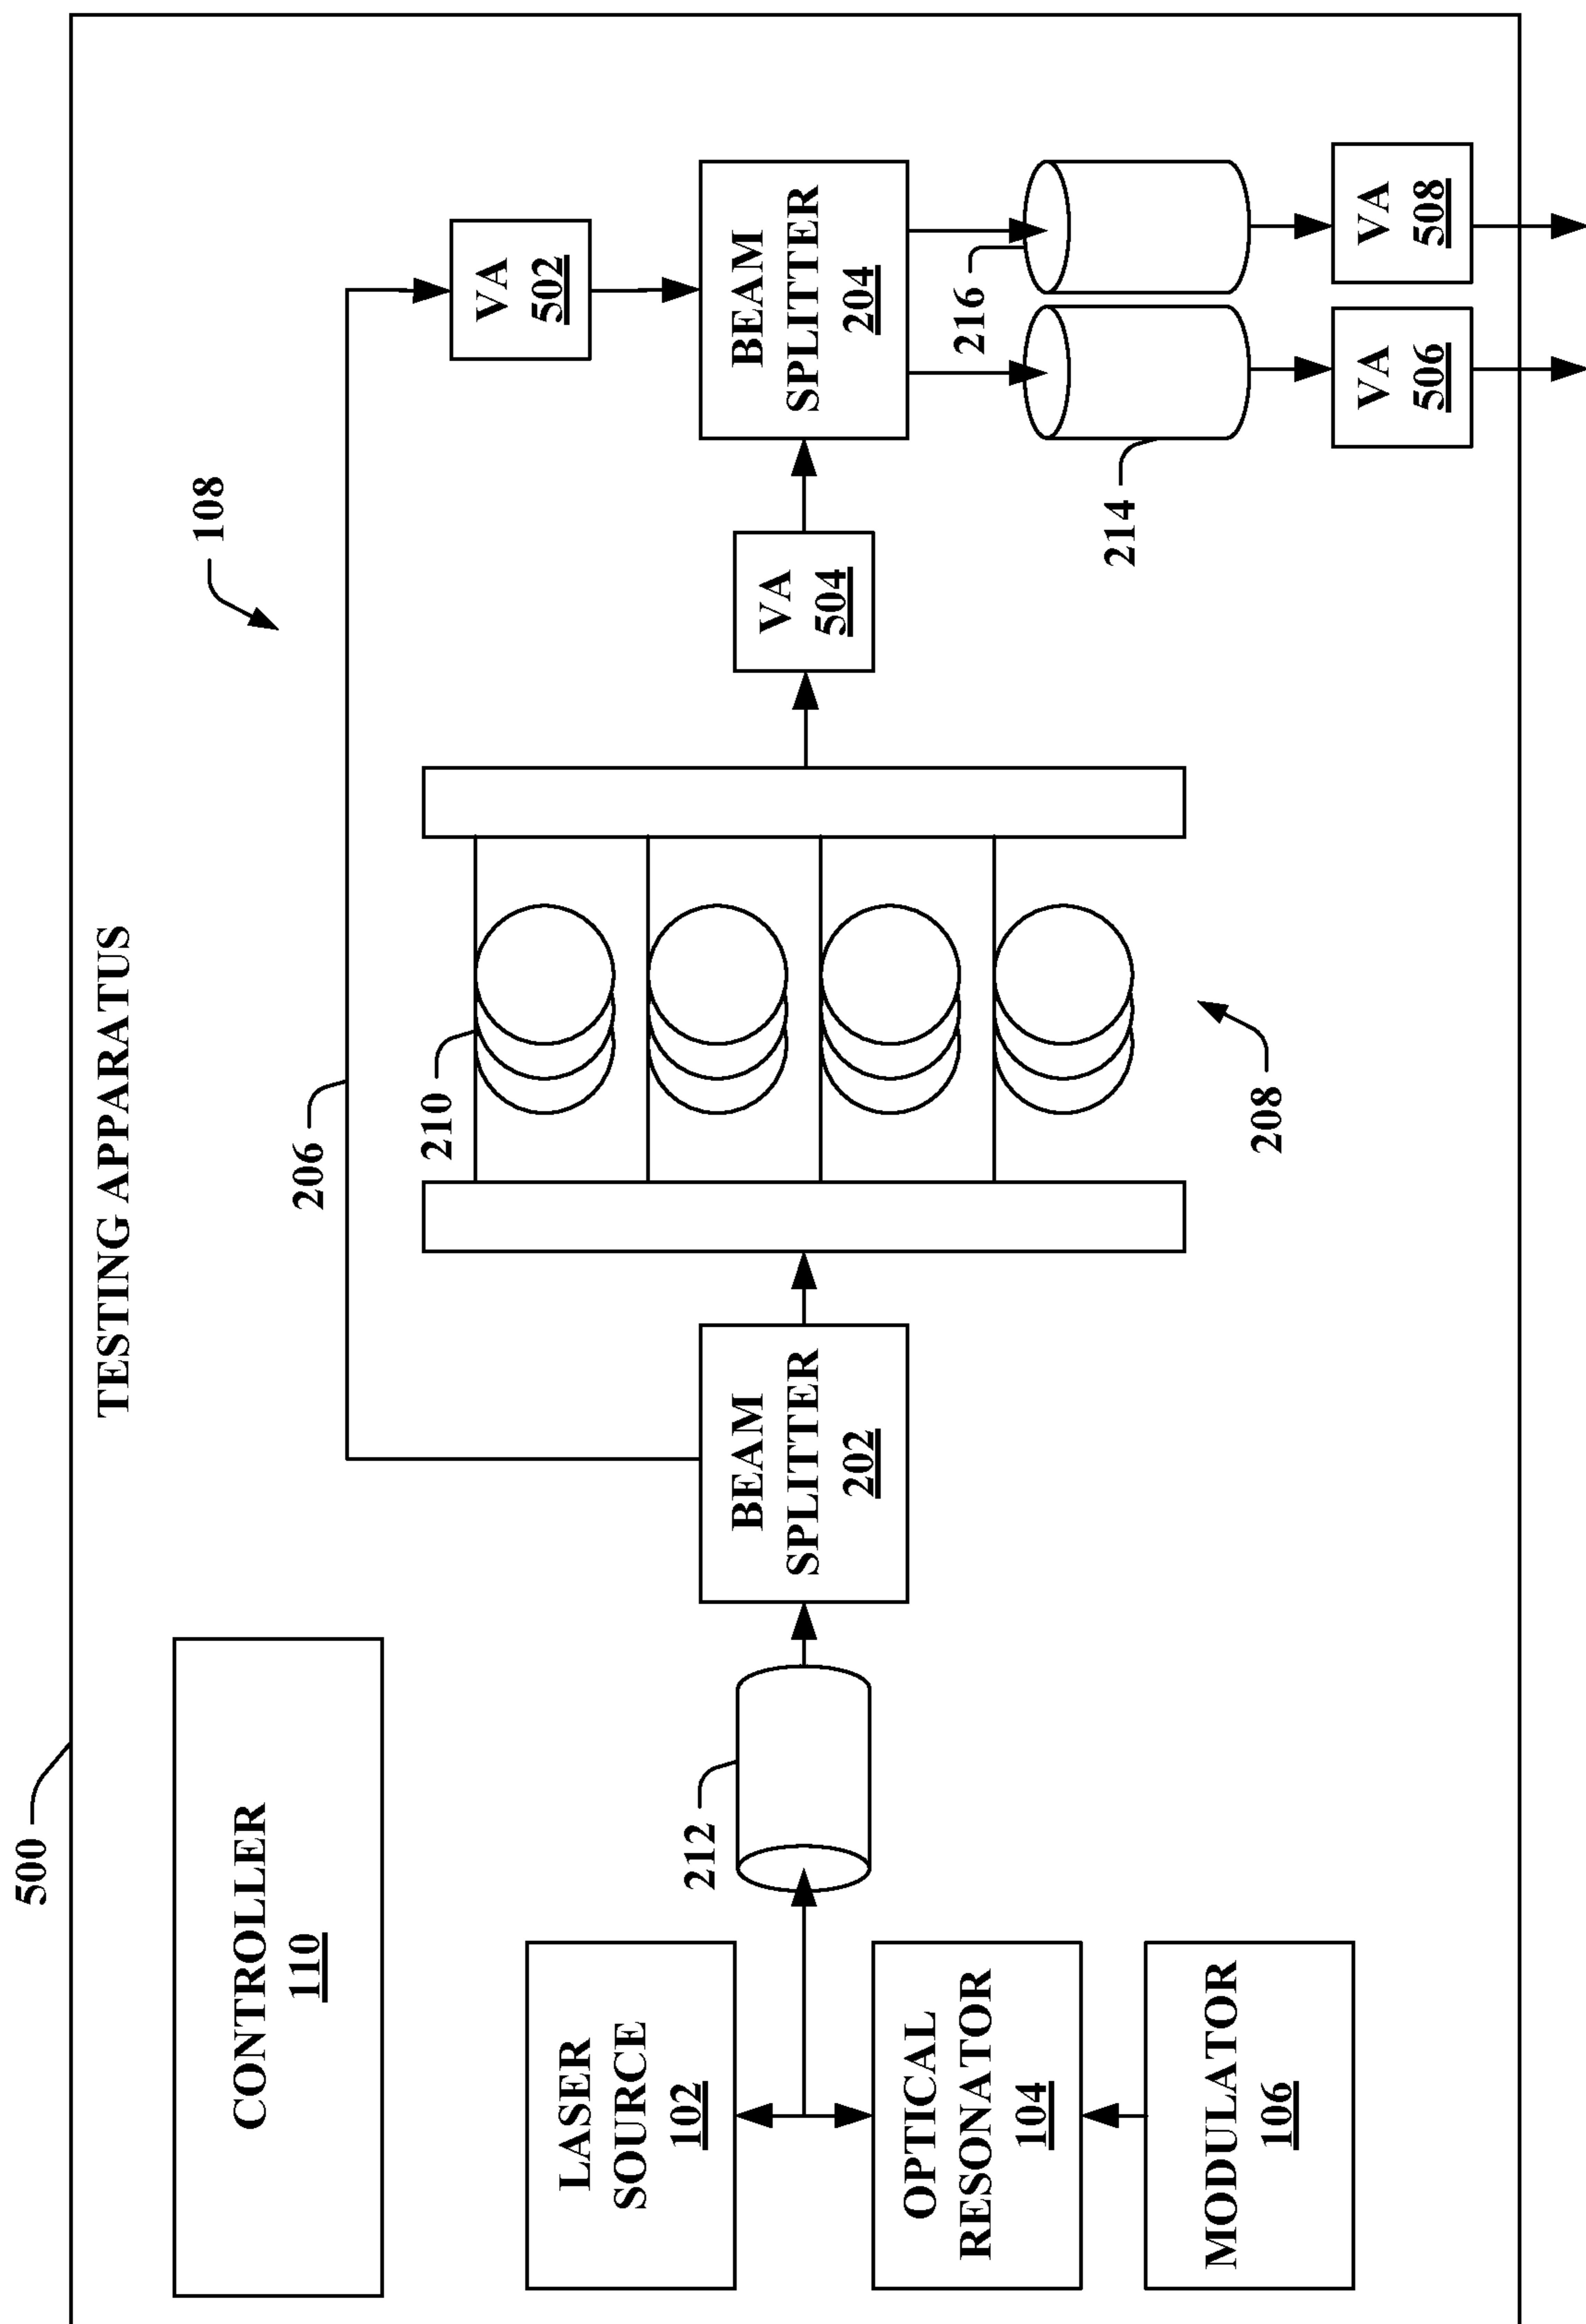 500
TESTING APPARATUS
CONTROLLER
110
108
206
210
208
LASER
SOURCE
102
OPTICAL
RESONATOR
104
MODULATOR
106
212
BEAM
SPLITTER
202
VA
504
VA
502
BEAM
SPLITTER
204
216
214
VA
508
VA
506